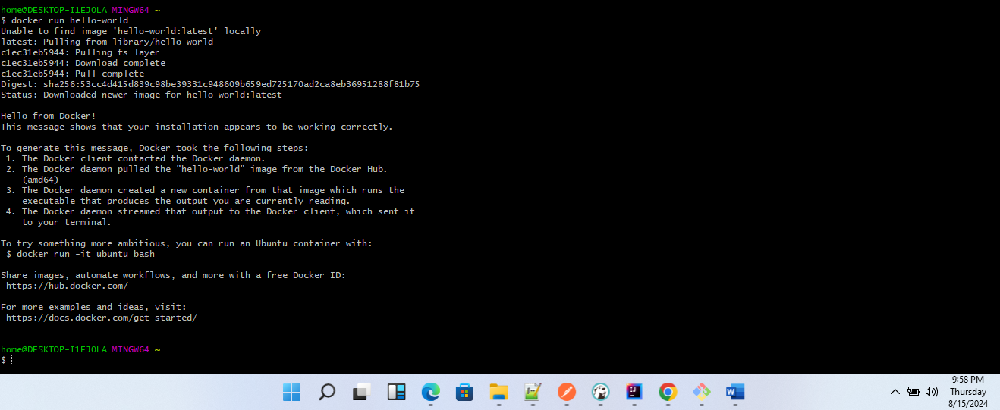 home@DESKTOP-I1EJOLA MINGW64 ~
$ docker run hello-world
Unable to find image 'hello-world:latest' locally
latest: Pulling from library/hello-world
c1ec31eb5944: Pulling fs layer
c1ec31eb5944: Download complete
c1ec31eb5944: Pull complete
Digest: sha256:53cc4d415d839c98be39331c948609b659ed725170ad2ca8eb36951288f81b75
Status: Downloaded newer image for hello-world:latest

Hello from Docker!
This message shows that your installation appears to be working correctly.

To generate this message, Docker took the following steps:
 1. The Docker client contacted the Docker daemon.
 2. The Docker daemon pulled the "hello-world" image from the Docker Hub.
    (amd64)
 3. The Docker daemon created a new container from that image which runs the
    executable that produces the output you are currently reading.
 4. The Docker daemon streamed that output to the Docker client, which sent it
    to your terminal.

To try something more ambitious, you can run an Ubuntu container with:
 $ docker run -it ubuntu bash

Share images, automate workflows, and more with a free Docker ID:
 https://hub.docker.com/

For more examples and ideas, visit:
 https://docs.docker.com/get-started/

home@DESKTOP-I1EJOLA MINGW64 ~
$
IJ
W
9:58 PM
Thursday
8/15/2024